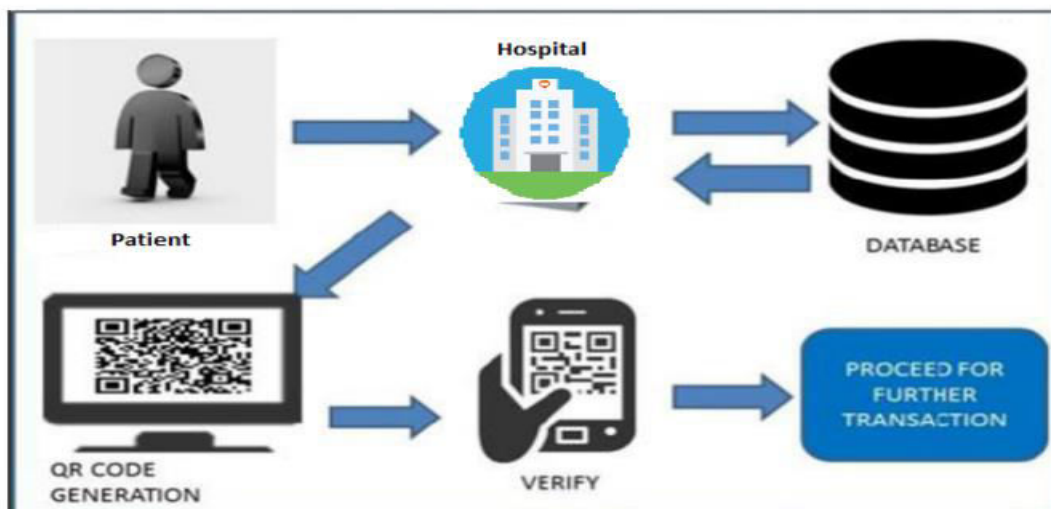 Hospital
Patient
DATABASE
QR CODE
GENERATION
VERIFY
PROCEED FOR
FURTHER
TRANSACTION